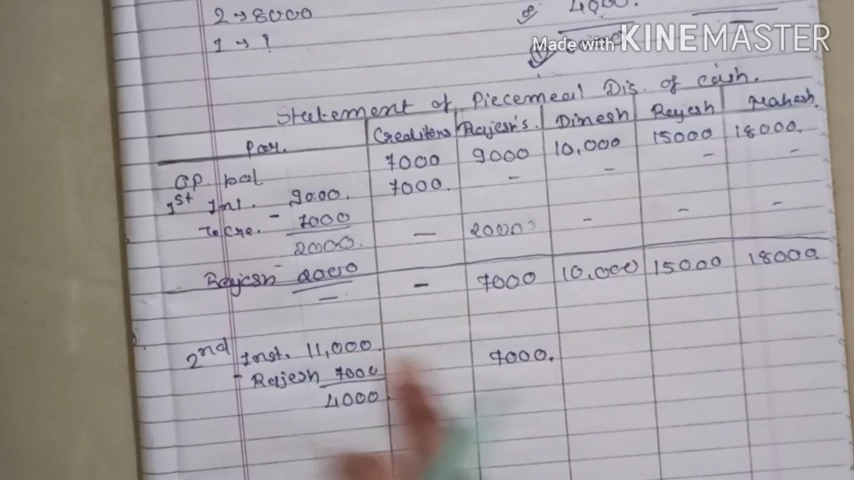 2 → 8000
1 → ?
4000.
Made with KINEMASTER
Statement of Piecemeal Dis. of cash.
Par. Crediters Rajesh's. Dinesh Rajesh Mahesh.
OP. bal 7000 9000 10,000 15000 18000.
1st Int. 9000. 7000. - - - -
To cre. - 7000
2000. - 2000 - - -
Rajesh 2000
- - 7000 10,000 15000 18000.
2nd Inst. 11,000. 7000.
- Rajesh 7000
4000.